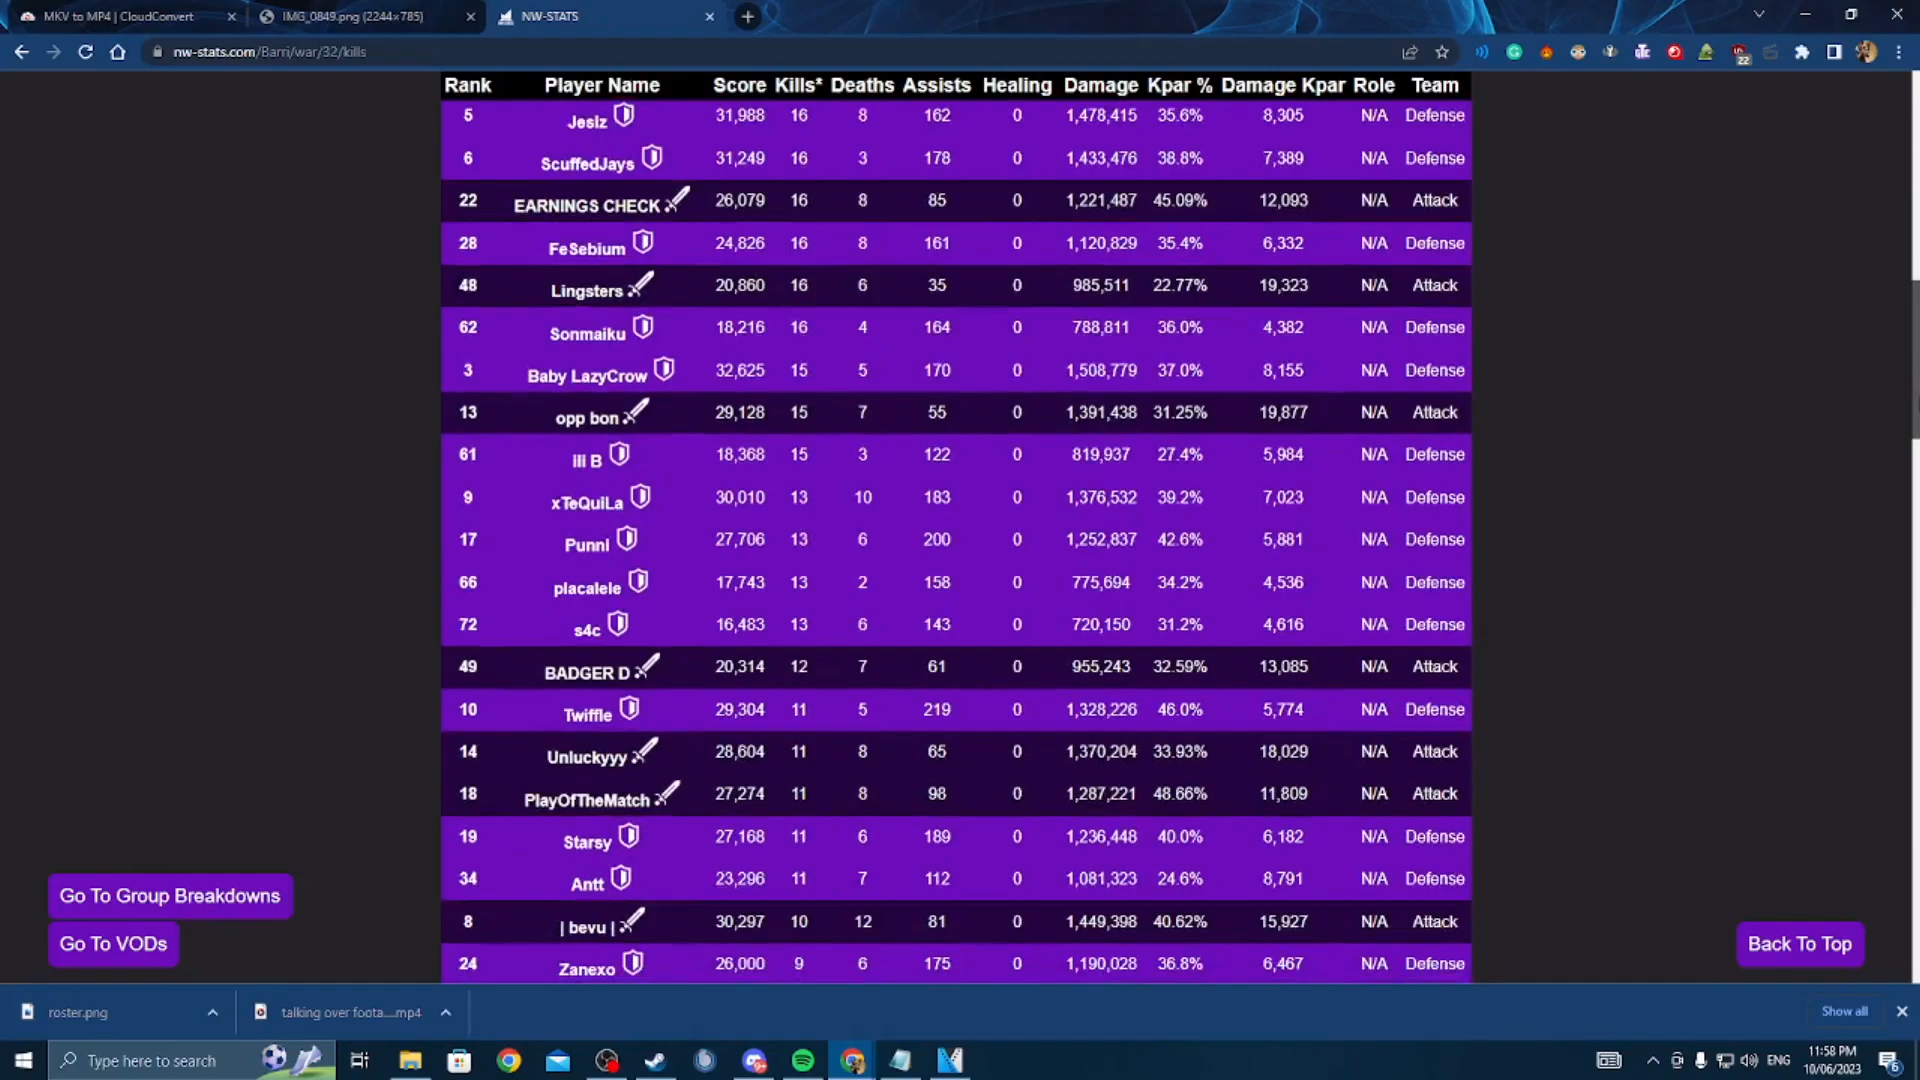 MKV to MP4 | CloudConvert
IMG_0849.png (2244×785)
NW-STATS
nw-stats.com/Barri/war/32/kills
22
Rank Player Name Score Kills* Deaths Assists Healing Damage Kpar % Damage Kpar Role Team
5 Jeslz 31,988 16 8 162 0 1,478,415 35.6% 8,305 N/A Defense
6 ScuffedJays 31,249 16 3 178 0 1,433,476 38.8% 7,389 N/A Defense
22 EARNINGS CHECK 26,079 16 8 85 0 1,221,487 45.09% 12,093 N/A Attack
28 FeSebium 24,826 16 8 161 0 1,120,829 35.4% 6,332 N/A Defense
48 Lingsters 20,860 16 6 35 0 985,511 22.77% 19,323 N/A Attack
62 Sonmaiku 18,216 16 4 164 0 788,811 36.0% 4,382 N/A Defense
3 Baby LazyCrow 32,625 15 5 170 0 1,508,779 37.0% 8,155 N/A Defense
13 opp bon 29,128 15 7 55 0 1,391,438 31.25% 19,877 N/A Attack
61 iii B 18,368 15 3 122 0 819,937 27.4% 5,984 N/A Defense
9 xTeQuiLa 30,010 13 10 183 0 1,376,532 39.2% 7,023 N/A Defense
17 Punnl 27,706 13 6 200 0 1,252,837 42.6% 5,881 N/A Defense
66 placalele 17,743 13 2 158 0 775,694 34.2% 4,536 N/A Defense
72 s4c 16,483 13 6 143 0 720,150 31.2% 4,616 N/A Defense
49 BADGER D 20,314 12 7 61 0 955,243 32.59% 13,085 N/A Attack
10 Twiffle 29,304 11 5 219 0 1,328,226 46.0% 5,774 N/A Defense
14 Unluckyyy 28,604 11 8 65 0 1,370,204 33.93% 18,029 N/A Attack
18 PlayOfTheMatch 27,274 11 8 98 0 1,287,221 48.66% 11,809 N/A Attack
19 Starsy 27,168 11 6 189 0 1,236,448 40.0% 6,182 N/A Defense
34 Antt 23,296 11 7 112 0 1,081,323 24.6% 8,791 N/A Defense
8 | bevu | 30,297 10 12 81 0 1,449,398 40.62% 15,927 N/A Attack
24 Zanexo 26,000 9 6 175 0 1,190,028 36.8% 6,467 N/A Defense
Go To Group Breakdowns
Go To VODs
Back To Top
roster.png
talking over foota....mp4
Show all
Type here to search
ENG
11:58 PM
10/06/2023
6